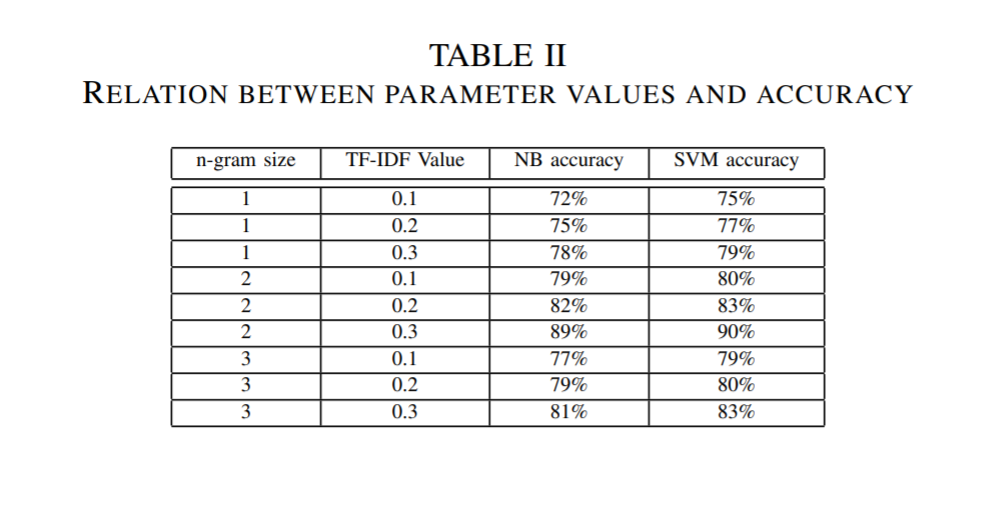 TABLE II
RELATION BETWEEN PARAMETER VALUES AND ACCURACY
n-gram size TF-IDF Value NB accuracy SVM accuracy
1 0.1 72% 75%
1 0.2 75% 77%
1 0.3 78% 79%
2 0.1 79% 80%
2 0.2 82% 83%
2 0.3 89% 90%
3 0.1 77% 79%
3 0.2 79% 80%
3 0.3 81% 83%